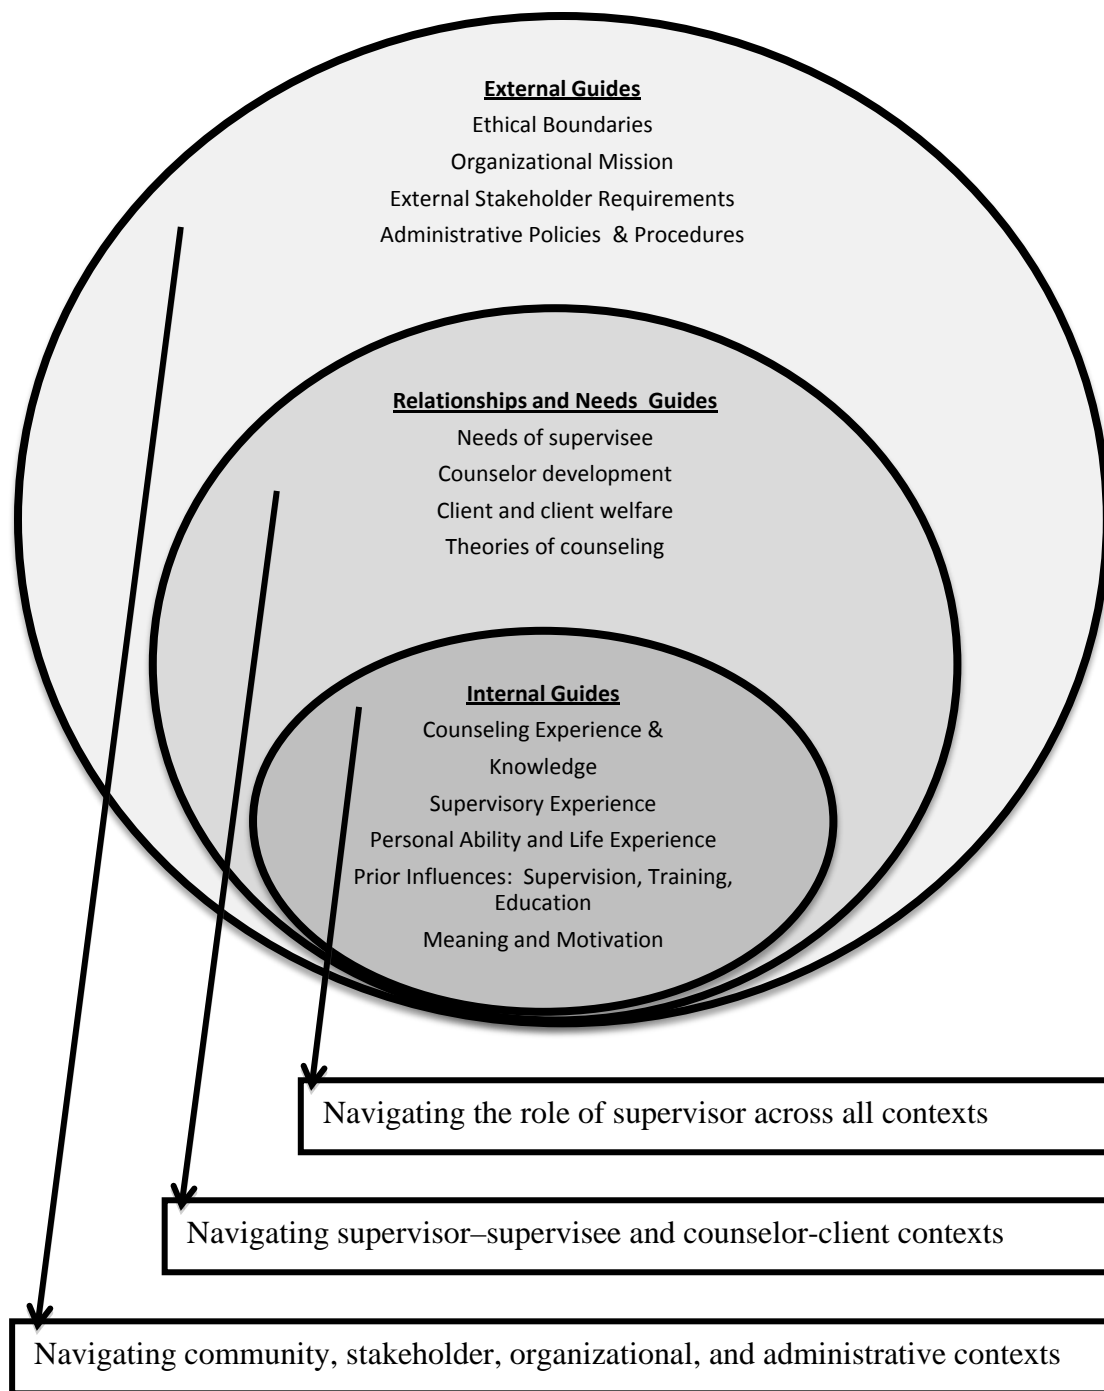 External Guides
Ethical Boundaries
Organizational Mission
External Stakeholder Requirements
Administrative Policies  & Procedures
Relationships and Needs  Guides
Needs of supervisee
Counselor development
Client and client welfare
Theories of counseling
Internal Guides
Counseling Experience &
Knowledge
Supervisory Experience
Personal Ability and Life Experience
Prior Influences:  Supervision, Training,
Education
Meaning and Motivation
Navigating the role of supervisor across all contexts
Navigating supervisor–supervisee and counselor-client contexts
Navigating community, stakeholder, organizational, and administrative contexts